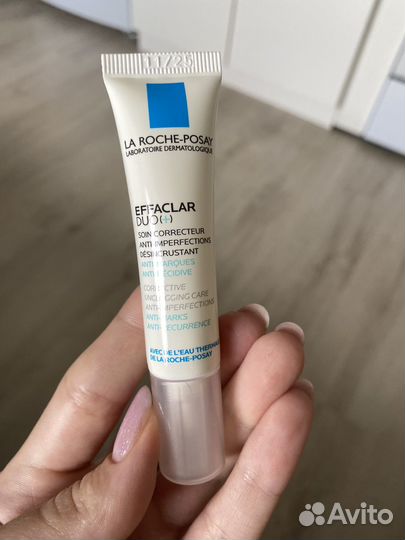 11/25
LA ROCHE-POSAY
LABORATOIRE DERMATOLOGIQUE
EFFACLAR
DUO(+)
SOIN CORRECTEUR
ANTI-IMPERFECTIONS
DÉSINCRUSTANT
ANTI-MARQUES
ANTI-RÉCIDIVE
CORRECTIVE
UNCLOGGING CARE
ANTI-IMPERFECTIONS
ANTI-MARKS
ANTI-RECURRENCE
AVEC DE L'EAU THERMALE
DE LA ROCHE-POSAY
Avito